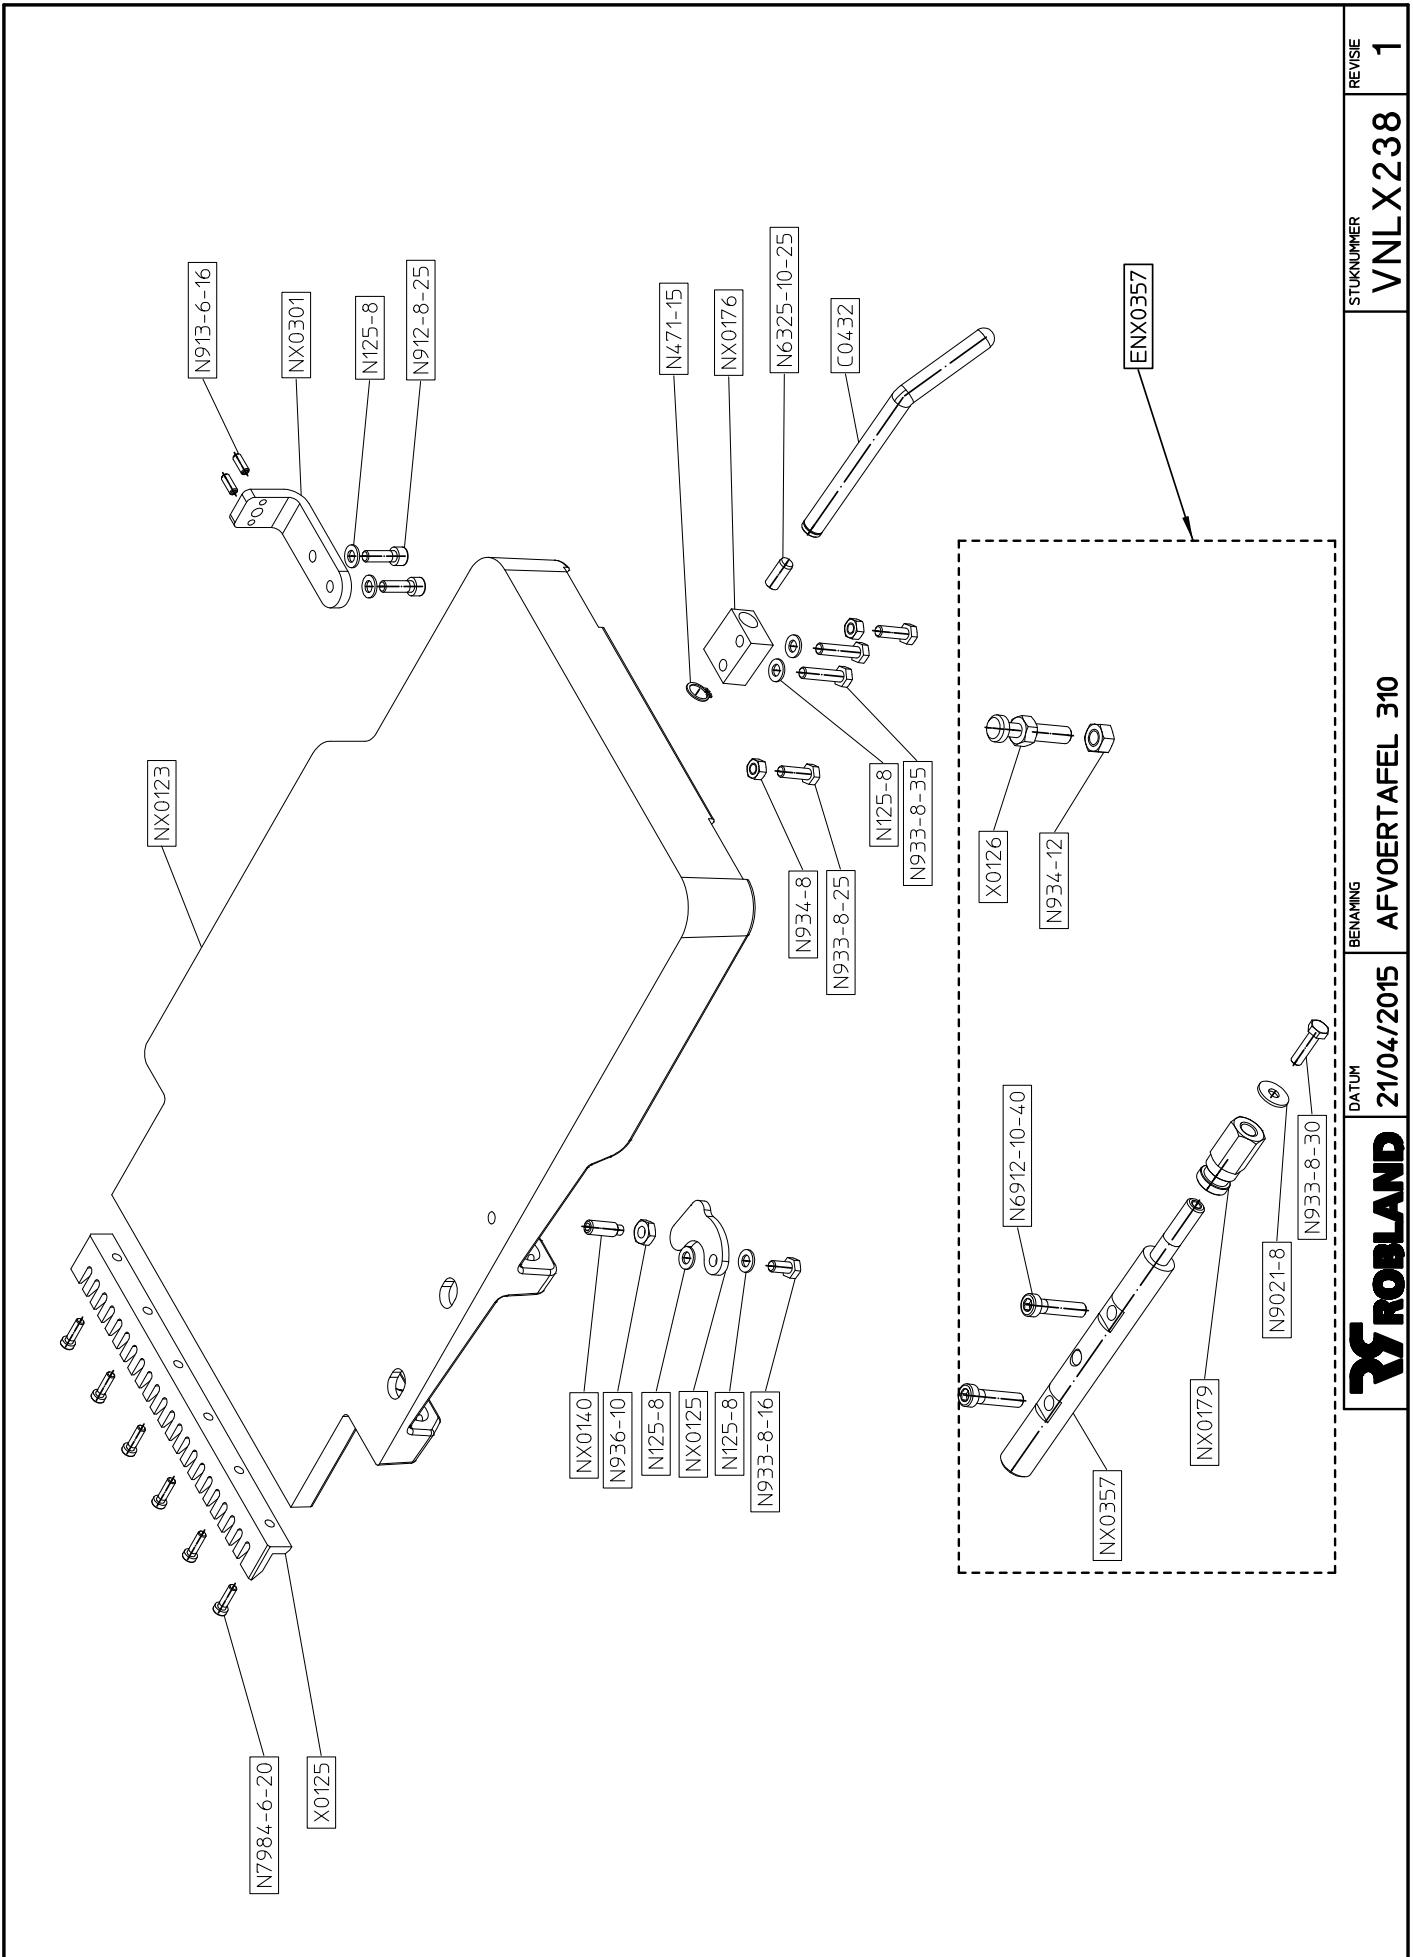 N913-6-16
NX0301
N125-8
N912-8-25
N471-15
NX0176
N6325-10-25
C0432
ENX0357
NX0123
N934-8
N933-8-25
N125-8
N933-8-35
X0126
N934-12
NX0140
N936-10
N125-8
NX0125
N125-8
N933-8-16
N6912-10-40
NX0357
NX0179
N9021-8
N933-8-30
N7984-6-20
X0125
ROBLAND
DATUM
21/04/2015
BENAMING
AFVOERTAFEL 310
STUKNUMMER
VNLX238
REVISIE
1